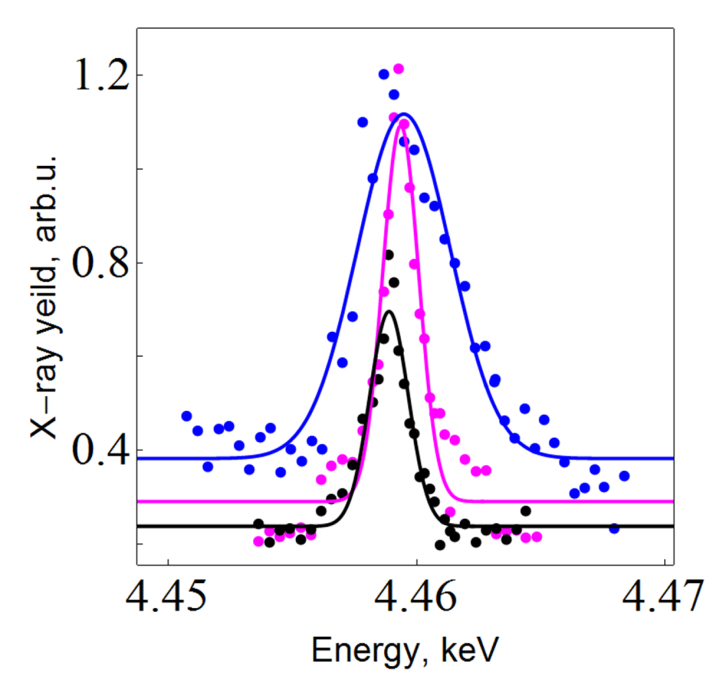 X-ray yeild, arb.u.
1.2
0.8
0.4
4.45 4.46 4.47
Energy, keV